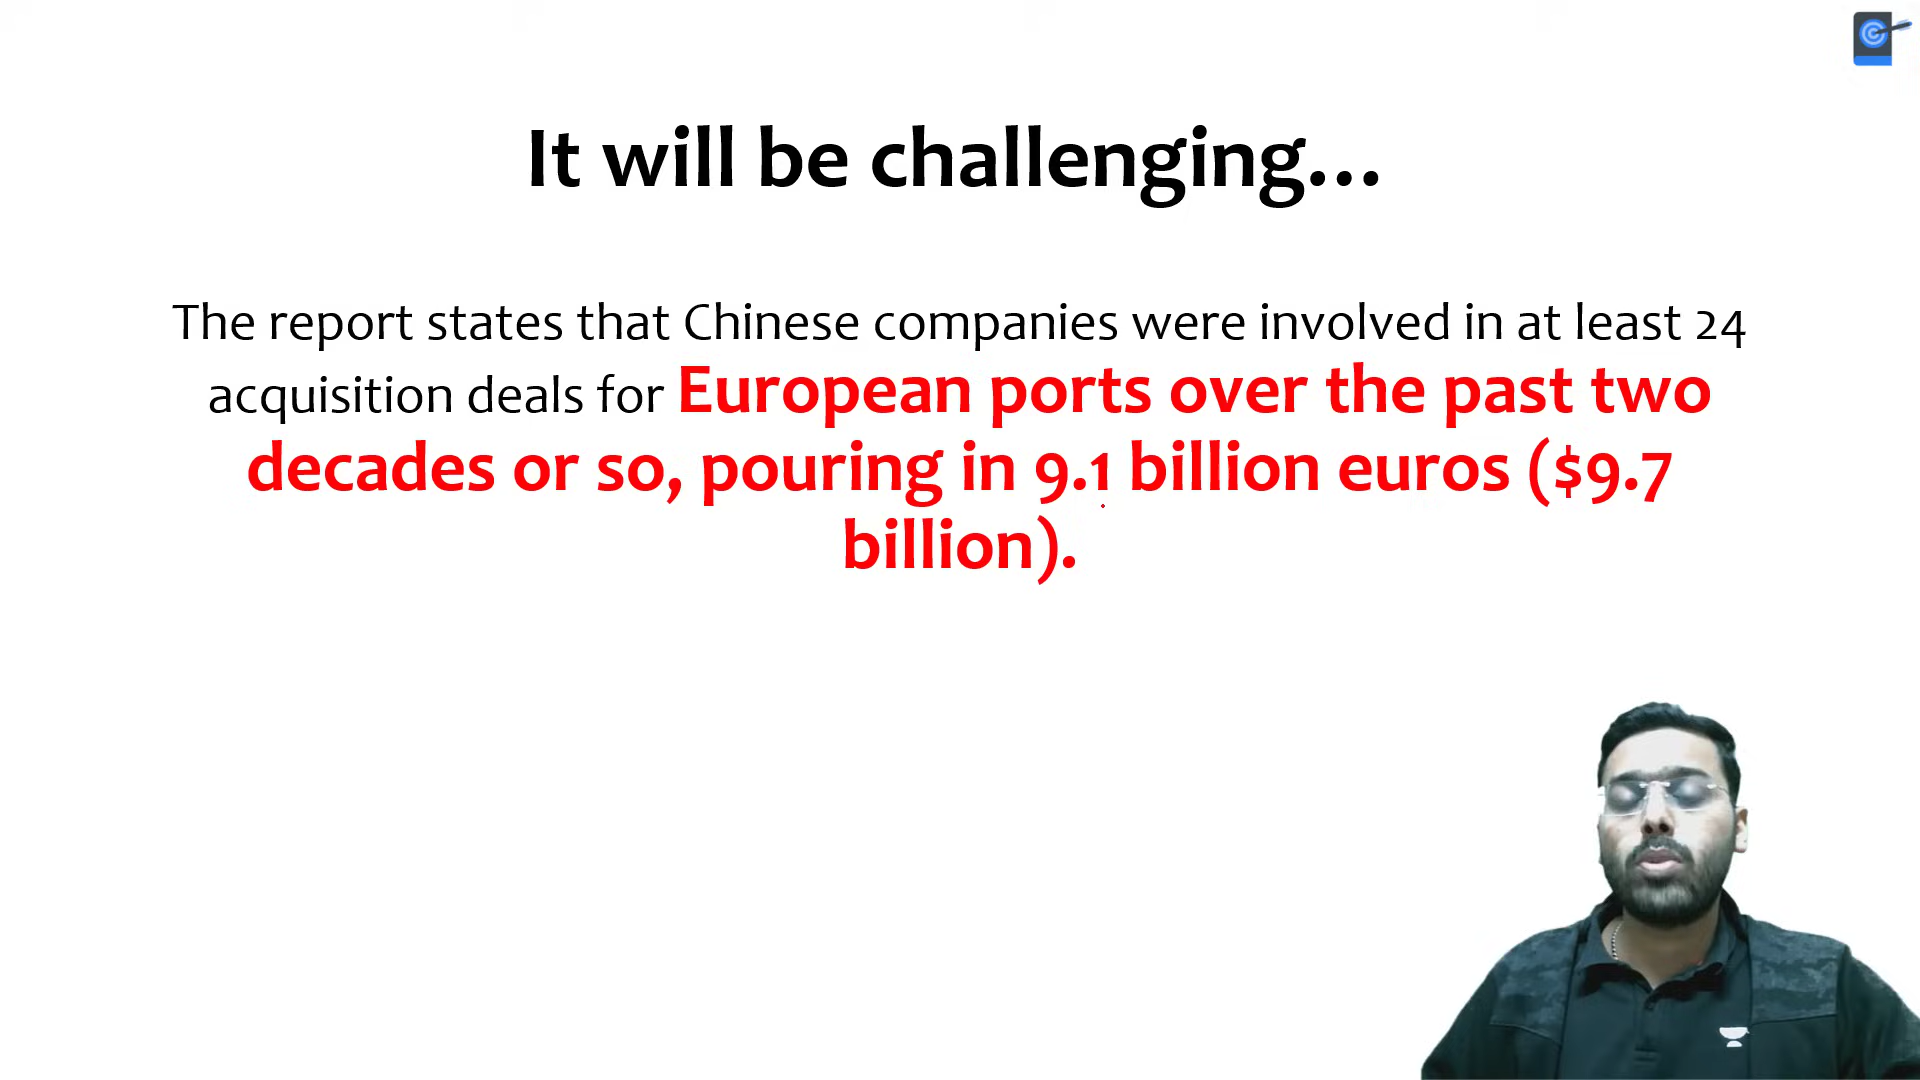 It will be challenging...
The report states that Chinese companies were involved in at least 24
acquisition deals for European ports over the past two
decades or so, pouring in 9.1 billion euros ($9.7
billion).